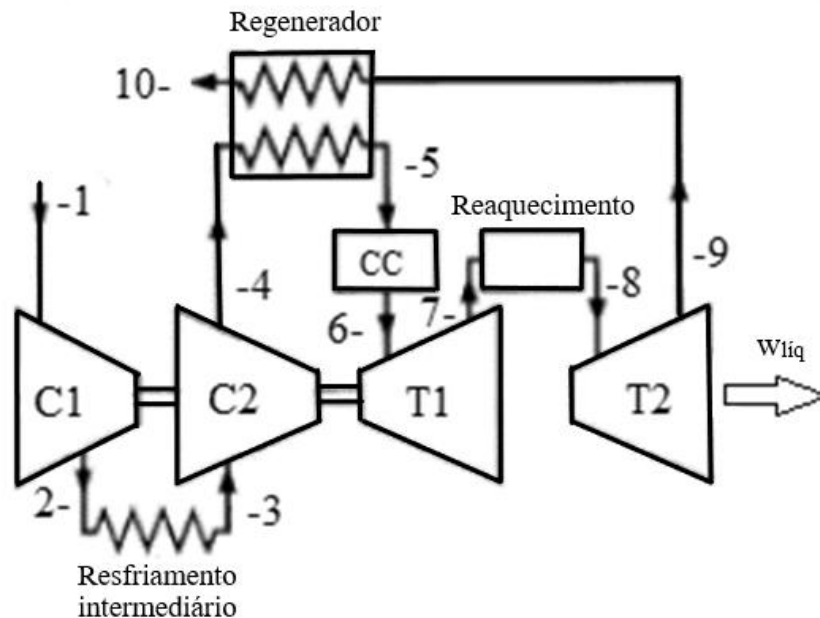 Regenerador
10-
-5
-1
Reaquecimento
CC
-4
-8
-9
6-
7-
Wlíq
C1
C2
T1
T2
2-
-3
Resfriamento
intermediário